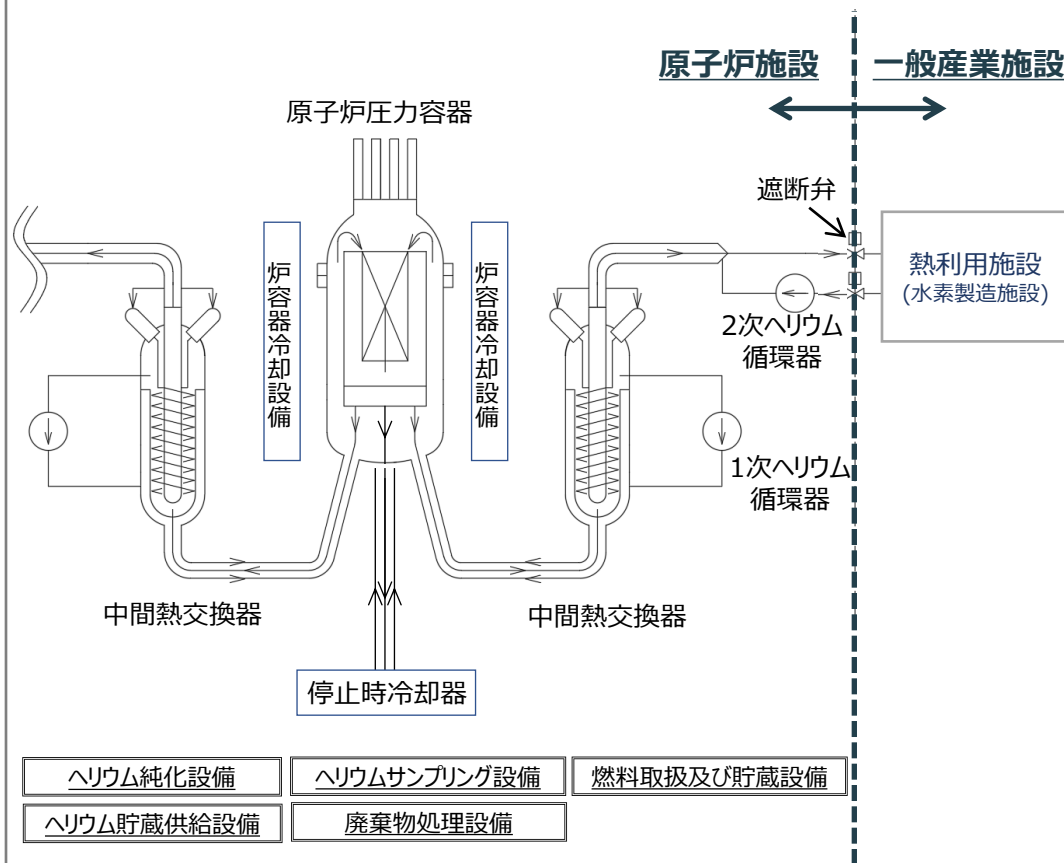 原子炉施設
一般産業施設
原子炉圧力容器
遮断弁
炉容器冷却設備
炉容器冷却設備
熱利用施設
(水素製造施設)
2次ヘリウム
循環器
1次ヘリウム
循環器
中間熱交換器
中間熱交換器
停止時冷却器
ヘリウム純化設備
ヘリウムサンプリング設備
燃料取扱及び貯蔵設備
ヘリウム貯蔵供給設備
廃棄物処理設備